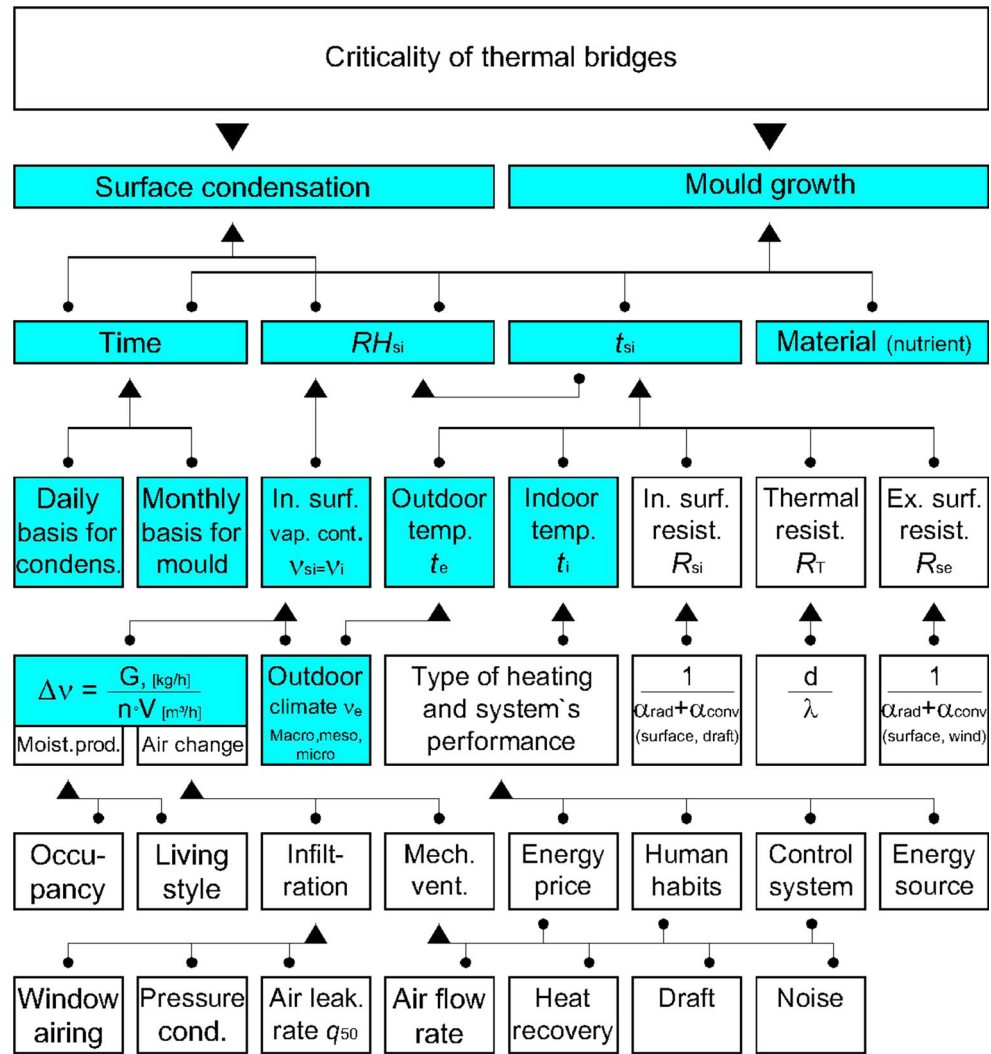 Criticality of thermal bridges
Surface condensation
Mould growth
Time
RHsi
tsi
Material (nutrient)
Daily
basis for
condens.
Monthly
basis for
mould
In. surf.
vap. cont.
νsi=νi
Outdoor
temp.
te
Indoor
temp.
ti
In. surf.
resist.
Rsi
Thermal
resist.
RT
Ex. surf.
resist.
Rse
Δν = G, [kg/h]
n·V [m³/h]
Moist.prod.
Air change
Outdoor
climate νe
Macro,meso,
micro
Type of heating
and system`s
performance
1
αrad+αconv
(surface, draft)
d
λ
1
αrad+αconv
(surface, wind)
Occu-
pancy
Living
style
Infilt-
ration
Mech.
vent.
Energy
price
Human
habits
Control
system
Energy
source
Window
airing
Pressure
cond.
Air leak.
rate q50
Air flow
rate
Heat
recovery
Draft
Noise